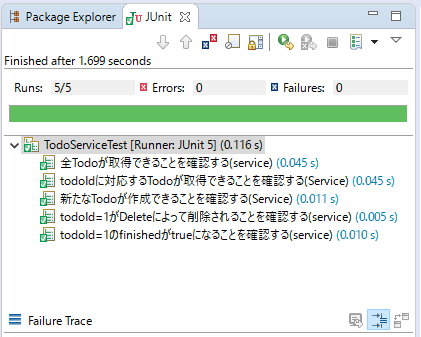 Package Explorer JUnit
Finished after 1.699 seconds
Runs: 5/5 Errors: 0 Failures: 0
TodoServiceTest [Runner: JUnit 5] (0.116 s)
全Todoが取得できることを確認する(service) (0.045 s)
todoIdに対応するTodoが取得できることを確認する(Service) (0.045 s)
新たなTodoが作成できることを確認する(Service) (0.011 s)
todoId=1がDeleteによって削除されることを確認する(service) (0.005 s)
todoId=1のfinishedがtrueになることを確認する(service) (0.010 s)
Failure Trace